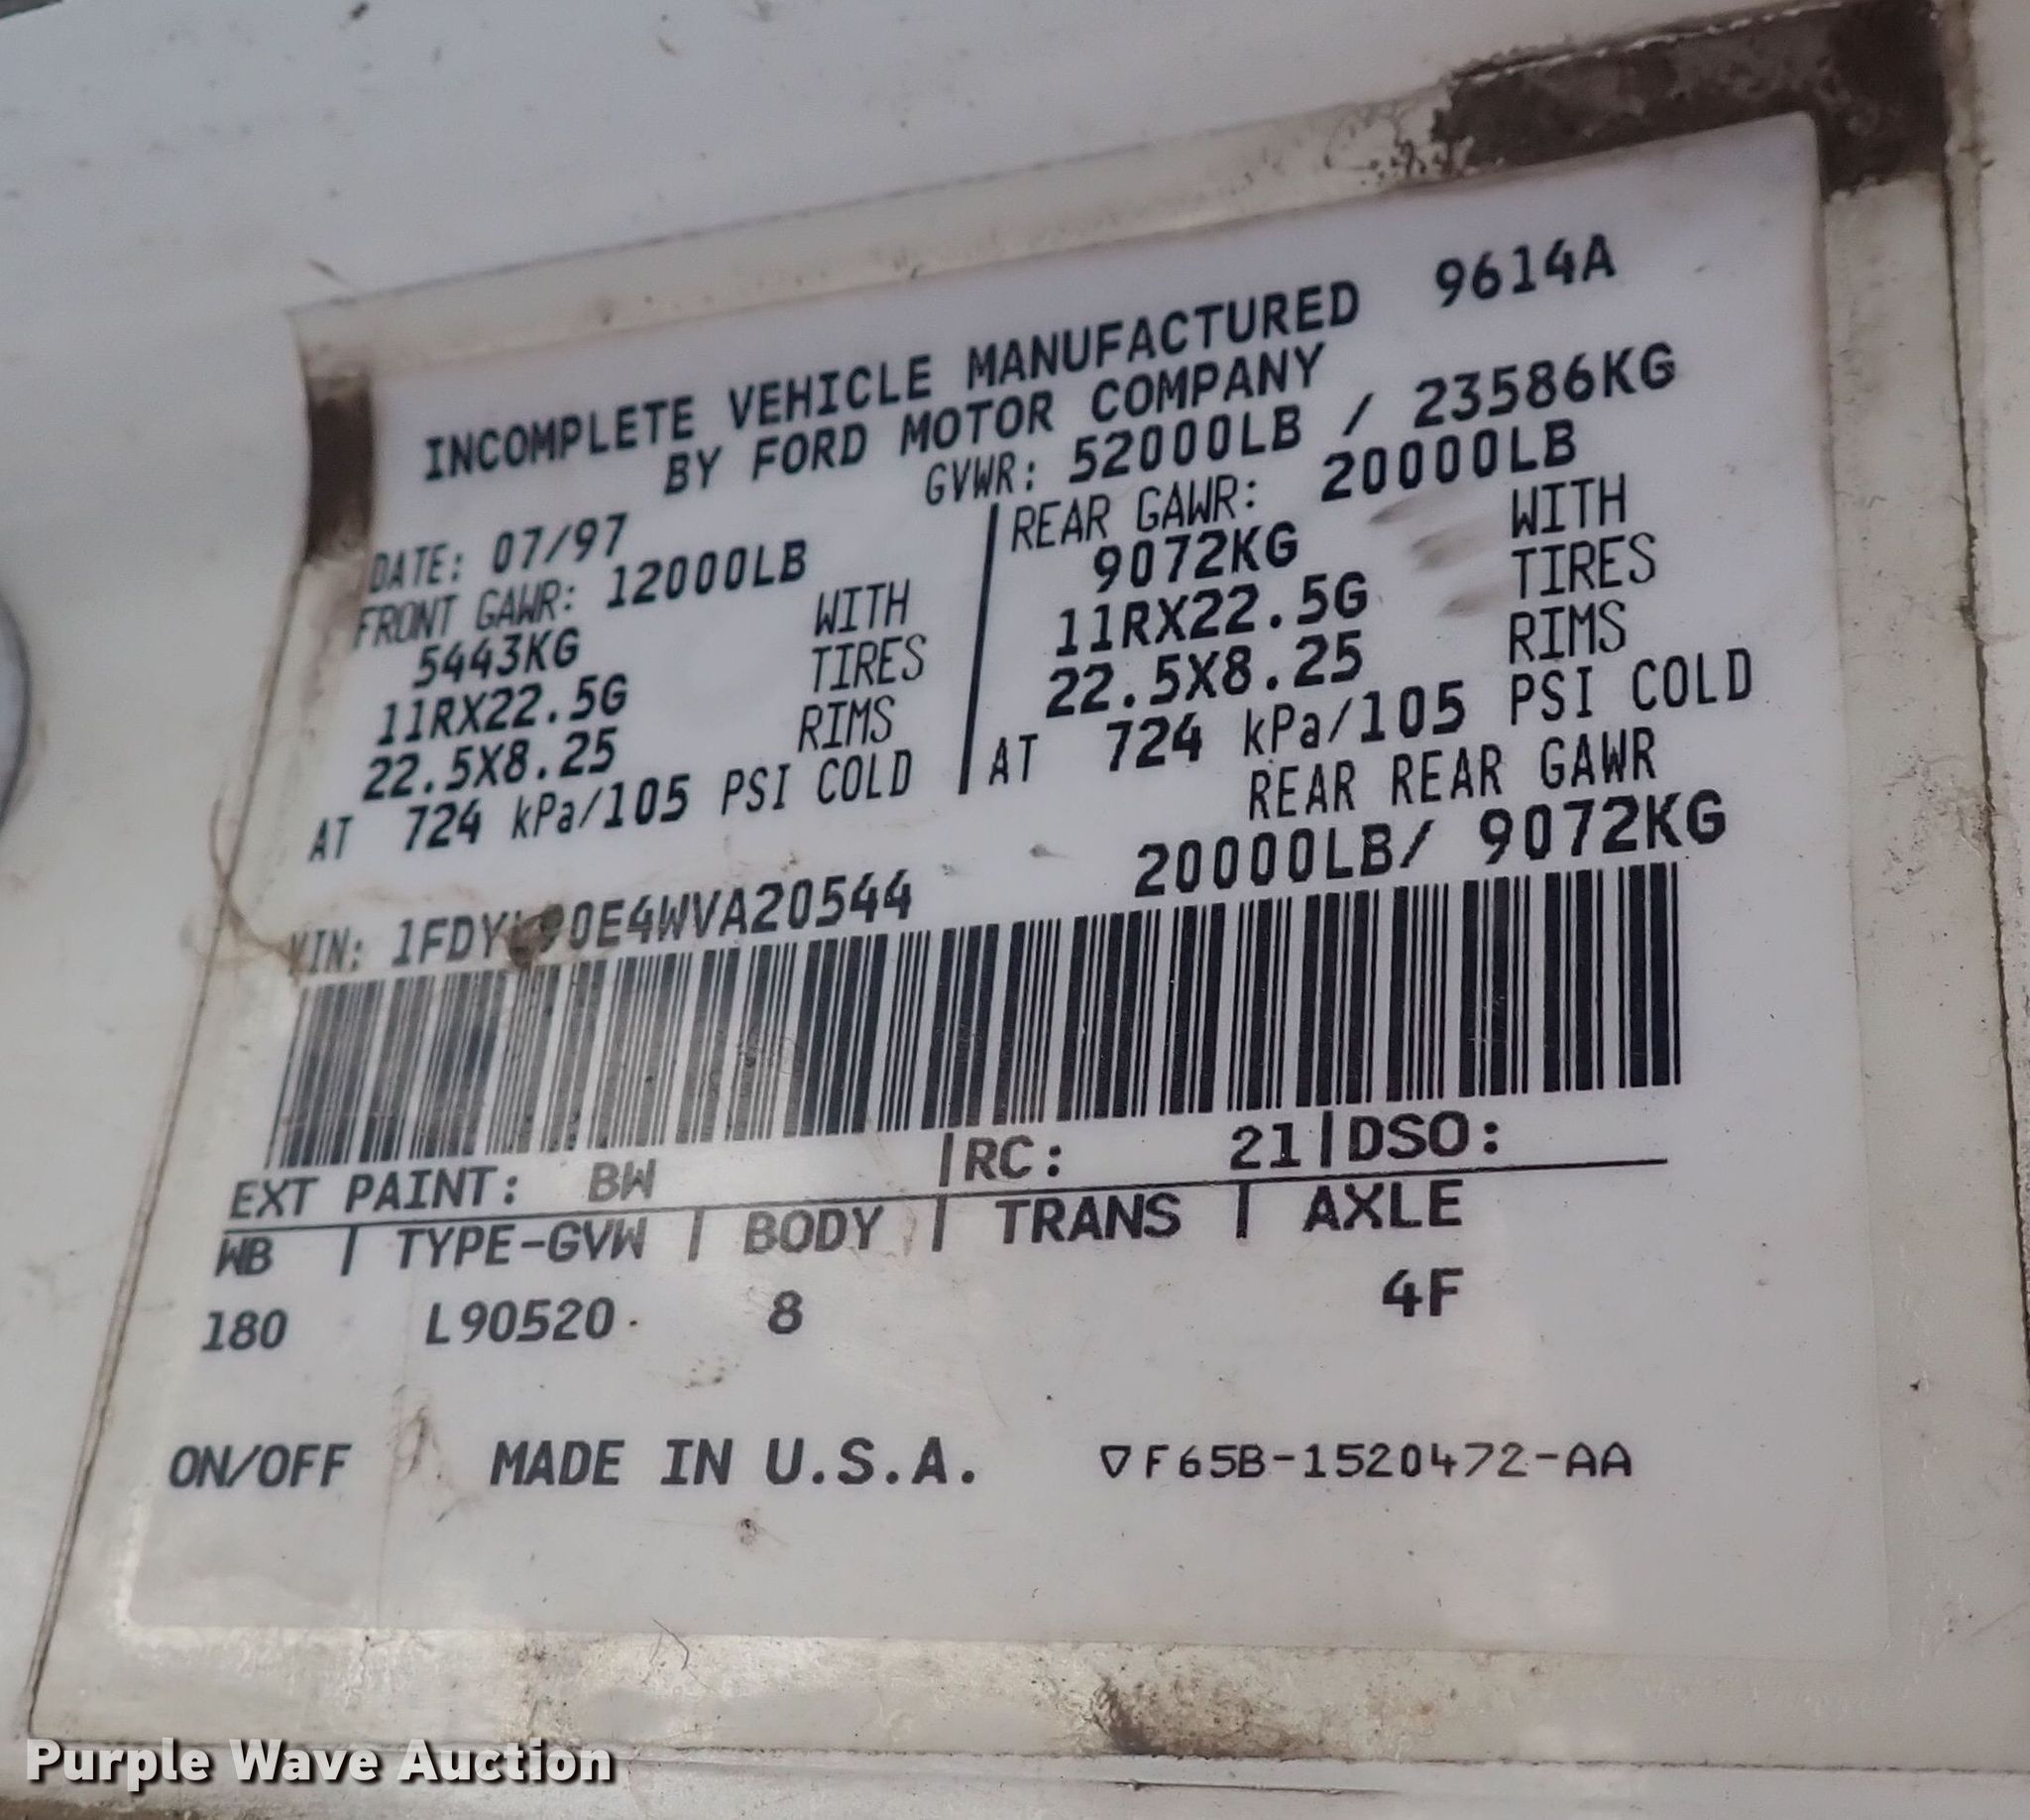 INCOMPLETE VEHICLE MANUFACTURED 9614A
BY FORD MOTOR COMPANY
GVWR: 52000LB / 23586KG
DATE: 07/97
FRONT GAWR: 12000LB
5443KG WITH
11RX22.5G TIRES
22.5X8.25 RIMS
AT 724 kPa/105 PSI COLD
REAR GAWR: 20000LB
9072KG WITH
11RX22.5G TIRES
22.5X8.25 RIMS
AT 724 kPa/105 PSI COLD
REAR REAR GAWR
20000LB/ 9072KG
VIN: 1FDYL90E4WVA20544
EXT PAINT: BW |RC: 21|DSO:
WB | TYPE-GVW | BODY | TRANS | AXLE
180 L90520 8 4F
ON/OFF MADE IN U.S.A. ▽F65B-1520472-AA
Purple Wave Auction